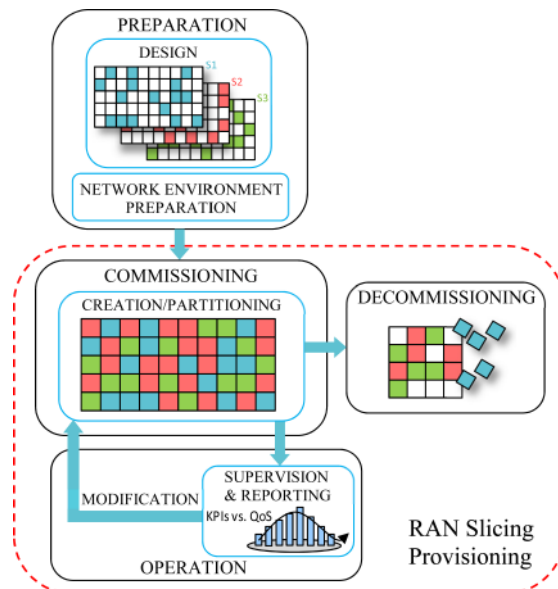 PREPARATION
DESIGN
S1
S2
S3
NETWORK ENVIRONMENT
PREPARATION
COMMISSIONING
CREATION/PARTITIONING
DECOMMISSIONING
MODIFICATION
SUPERVISION
& REPORTING
KPIs vs. QoS
OPERATION
RAN Slicing
Provisioning